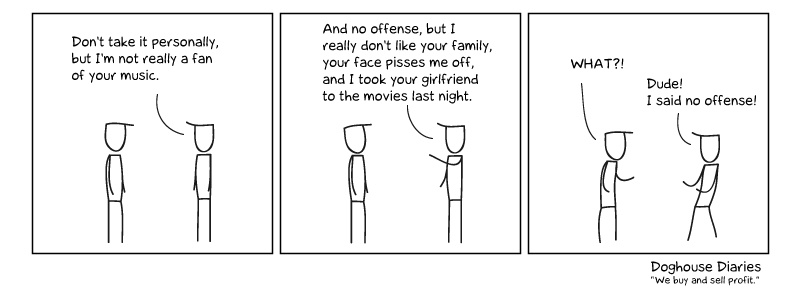 Don't take it personally,
but I'm not really a fan
of your music.
And no offense, but I
really don't like your family,
your face pisses me off,
and I took your girlfriend
to the movies last night.
WHAT?!
Dude!
I said no offense!
Doghouse Diaries
"We buy and sell profit."